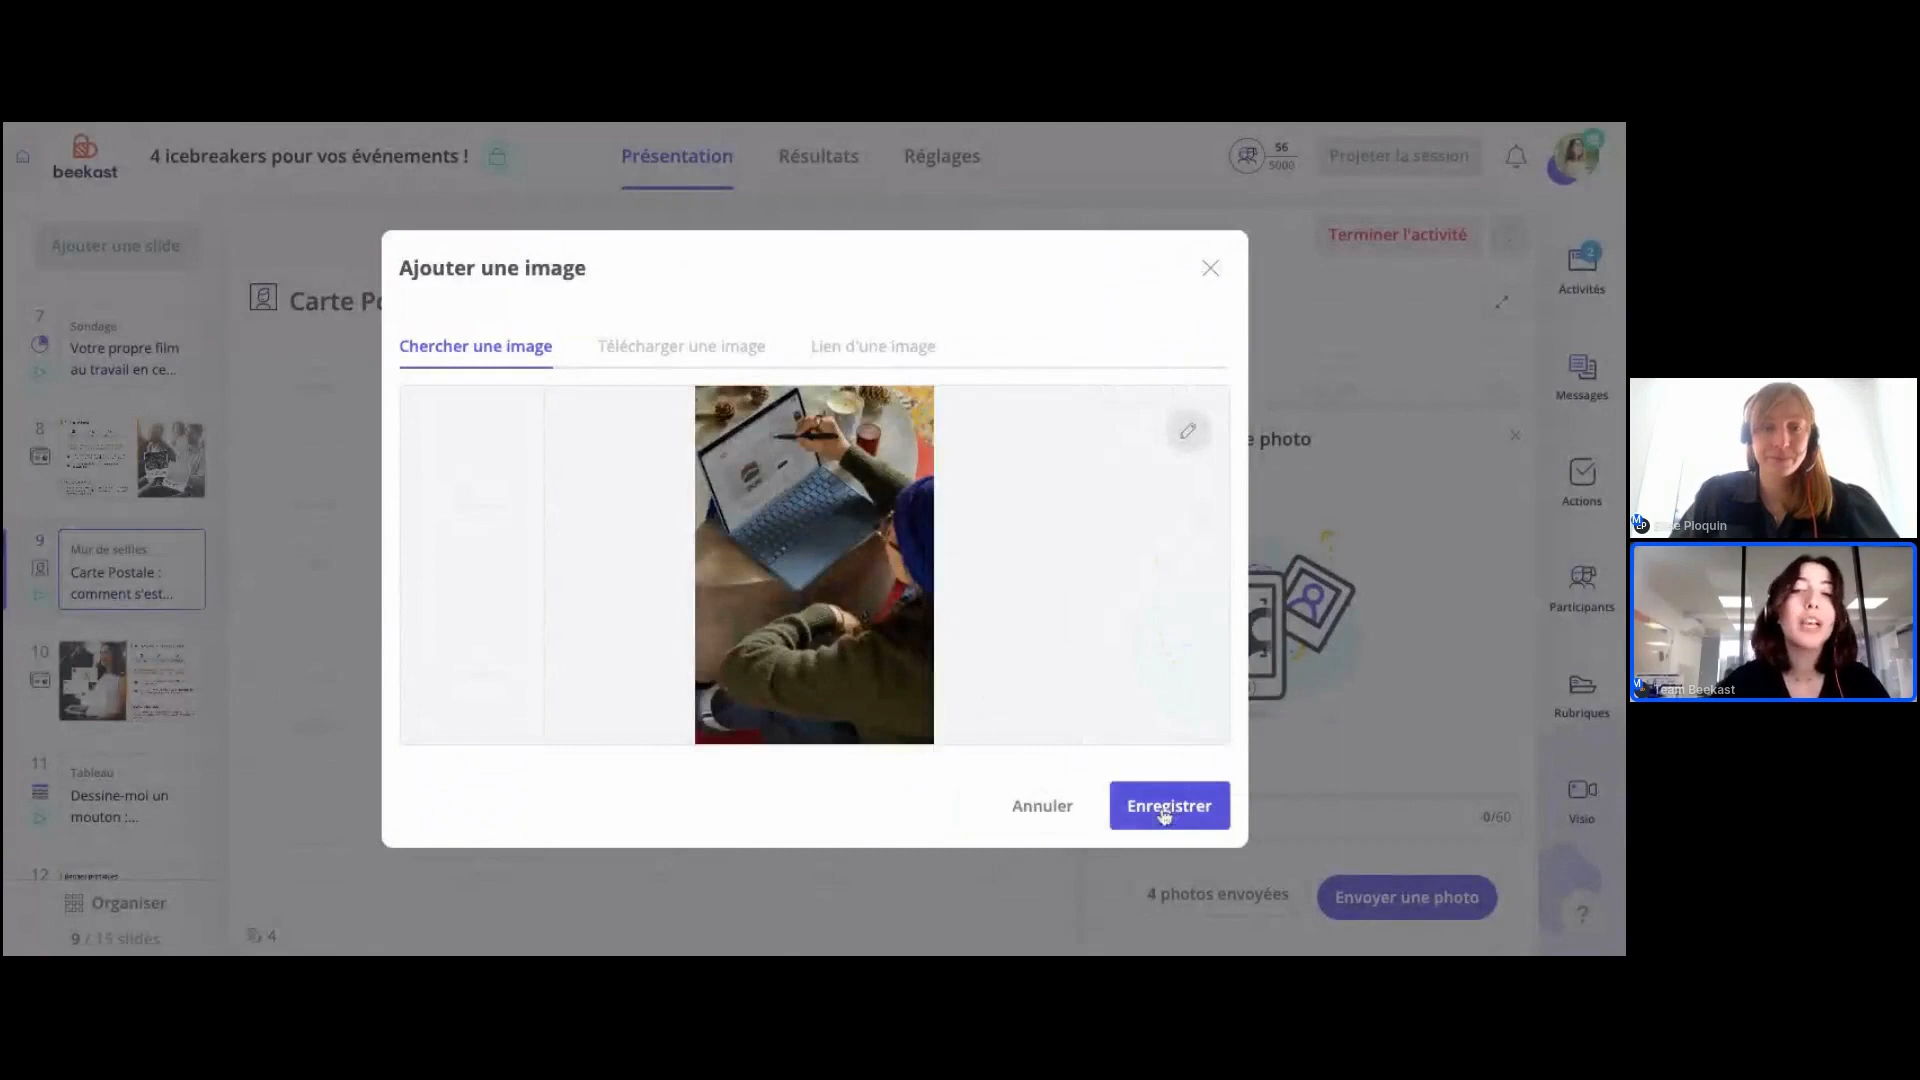 beekast
4 icebreakers pour vos événements !
Présentation
Résultats
Réglages
56
5000
Projeter la session
Ajouter une slide
Terminer l'activité
2
Activités
Messages
Actions
Participants
Rubriques
Visio
?
7
Sondage
Votre propre film
au travail en ce...
8
9
Mur de selfies
Carte Postale :
comment s'est...
10
11
Tableau
Dessine-moi un
mouton :...
12
Organiser
9 / 15 slides
Carte Po
Ajouter une image
Chercher une image
Télécharger une image
Lien d'une image
Annuler
Enregistrer
e photo
0/60
4 photos envoyées
Envoyer une photo
4
EP
Ploquin
Team Beekast